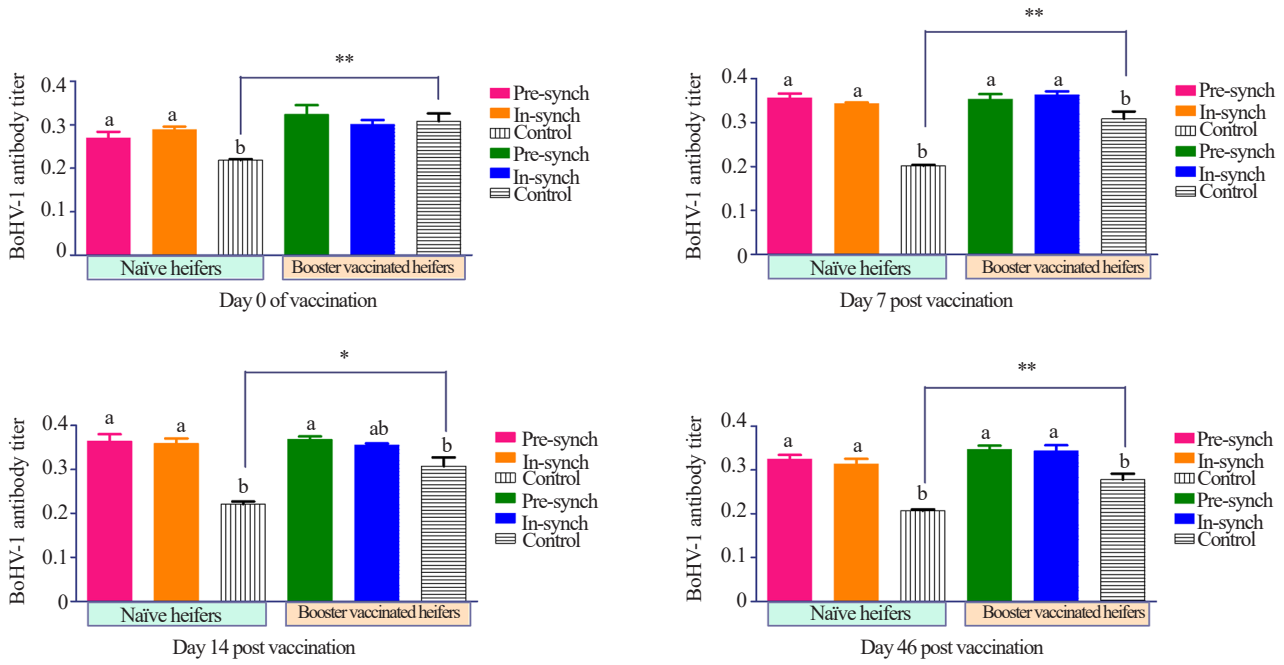 **
0.4
0.3
0.2
0.1
0
BoHV-1 antibody titer
a
a
b
Pre-synch
In-synch
Control
Pre-synch
In-synch
Control
Naïve heifers
Booster vaccinated heifers
Day 0 of vaccination
**
0.4
0.3
0.2
0.1
0
BoHV-1 antibody titer
a
a
b
a
a
b
Pre-synch
In-synch
Control
Pre-synch
In-synch
Control
Naïve heifers
Booster vaccinated heifers
Day 7 post vaccination
*
0.4
0.3
0.2
0.1
0
BoHV-1 antibody titer
a
a
b
a
ab
b
Pre-synch
In-synch
Control
Pre-synch
In-synch
Control
Naïve heifers
Booster vaccinated heifers
Day 14 post vaccination
**
0.4
0.3
0.2
0.1
0
BoHV-1 antibody titer
a
a
b
a
a
b
Pre-synch
In-synch
Control
Pre-synch
In-synch
Control
Naïve heifers
Booster vaccinated heifers
Day 46 post vaccination